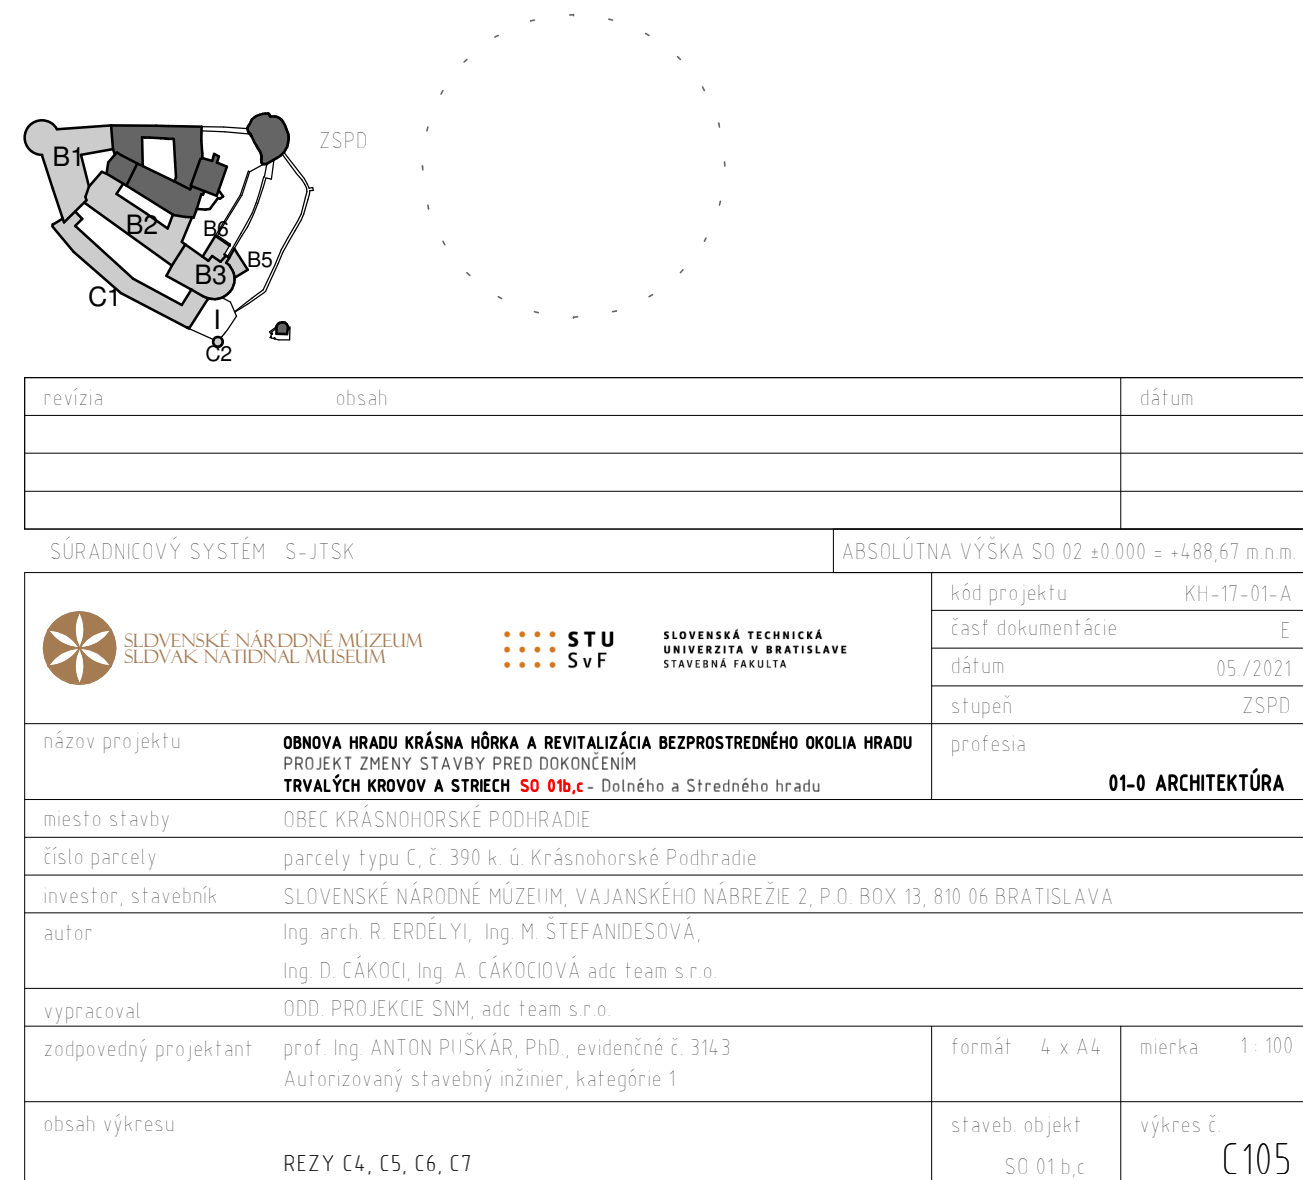 ZSPD
B1
B2
B6
B5
B3
C1
I
C2
revízia obsah dátum
SÚRADNICOVÝ SYSTÉM S-JTSK ABSOLÚTNA VÝŠKA SO 02 ±0.000 = +488,67 m.n.m.
SLOVENSKÉ NÁRODNÉ MÚZEUM
SLOVAK NATIONAL MUSEUM
STU
SvF
SLOVENSKÁ TECHNICKÁ
UNIVERZITA V BRATISLAVE
STAVEBNÁ FAKULTA
kód projektu KH-17-01-A
časť dokumentácie E
dátum 05./2021
stupeň ZSPD
názov projektu OBNOVA HRADU KRÁSNA HÔRKA A REVITALIZÁCIA BEZPROSTREDNÉHO OKOLIA HRADU
PROJEKT ZMENY STAVBY PRED DOKONČENÍM
TRVALÝCH KROVOV A STRIECH SO 01b,c - Dolného a Stredného hradu
profesia
01-0 ARCHITEKTÚRA
miesto stavby OBEC KRÁSNOHORSKÉ PODHRADIE
číslo parcely parcely typu C, č. 390 k. ú. Krásnohorské Podhradie
investor, stavebník SLOVENSKÉ NÁRODNÉ MÚZEUM, VAJANSKÉHO NÁBREŽIE 2, P.O. BOX 13, 810 06 BRATISLAVA
autor Ing. arch. R. ERDÉLYI, Ing. M. ŠTEFANIDESOVÁ,
Ing. D. CÁKOCI, Ing. A. CÁKOCIOVÁ adc team s.r.o.
vypracoval ODD. PROJEKCIE SNM, adc team s.r.o.
zodpovedný projektant prof. Ing. ANTON PUŠKÁR, PhD., evidenčné č. 3143
Autorizovaný stavebný inžinier, kategórie 1
formát 4 x A4 mierka 1 : 100
obsah výkresu
REZY C4, C5, C6, C7
staveb. objekt
SO 01 b,c
výkres č.
C105